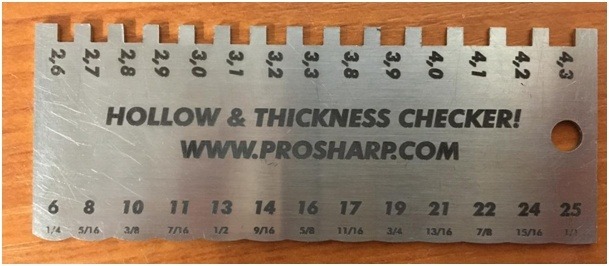 2,6 2,7 2,8 2,9 3,0 3,1 3,2 3,3 3,8 3,9 4,0 4,1 4,2 4,3
HOLLOW & THICKNESS CHECKER!
WWW.PROSHARP.COM
6 8 10 11 13 14 16 17 19 21 22 24 25
1/4 5/16 3/8 7/16 1/2 9/16 5/8 11/16 3/4 13/16 7/8 15/16 1/1